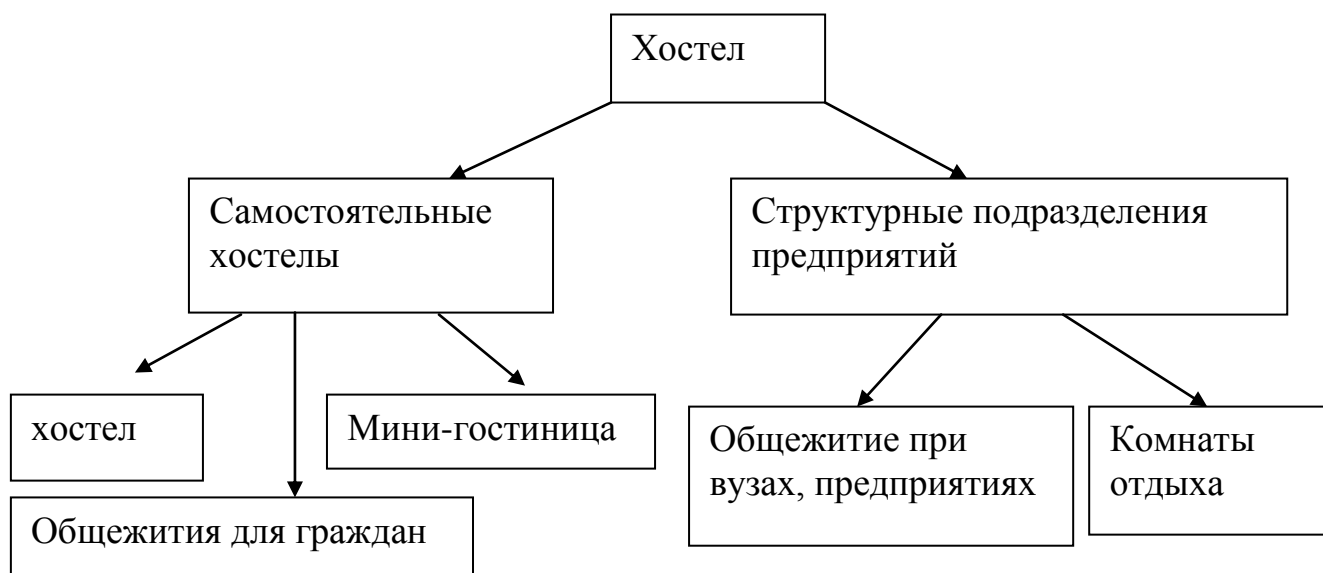 Хостел
Самостоятельные
хостелы
Структурные подразделения
предприятий
хостел
Мини-гостиница
Общежития для граждан
Общежитие при
вузах, предприятиях
Комнаты
отдыха